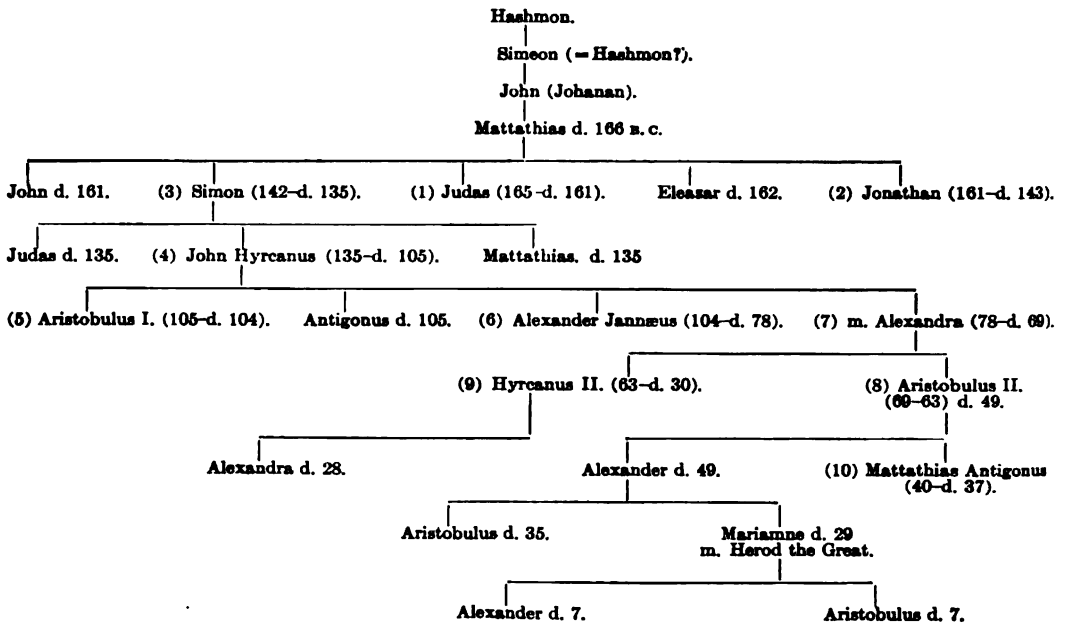 Hashmon.
Simeon (=Hashmon?).
John (Johanan).
Mattathias d. 166 B.C.
John d. 161. (3) Simon (142-d. 135). (1) Judas (165-d. 161). Eleasar d. 162. (2) Jonathan (161-d. 143).
Judas d. 135. (4) John Hyrcanus (135-d. 105). Mattathias. d. 135
(5) Aristobulus I. (105-d. 104). Antigonus d. 105. (6) Alexander Jannæus (104-d. 78). (7) m. Alexandra (78-d. 69).
(9) Hyrcanus II. (63-d. 30). (8) Aristobulus II.
(69-63) d. 49.
Alexandra d. 28. Alexander d. 49. (10) Mattathias Antigonus
(40-d. 37).
Aristobulus d. 35. Mariamne d. 29
m. Herod the Great.
Alexander d. 7. Aristobulus d. 7.